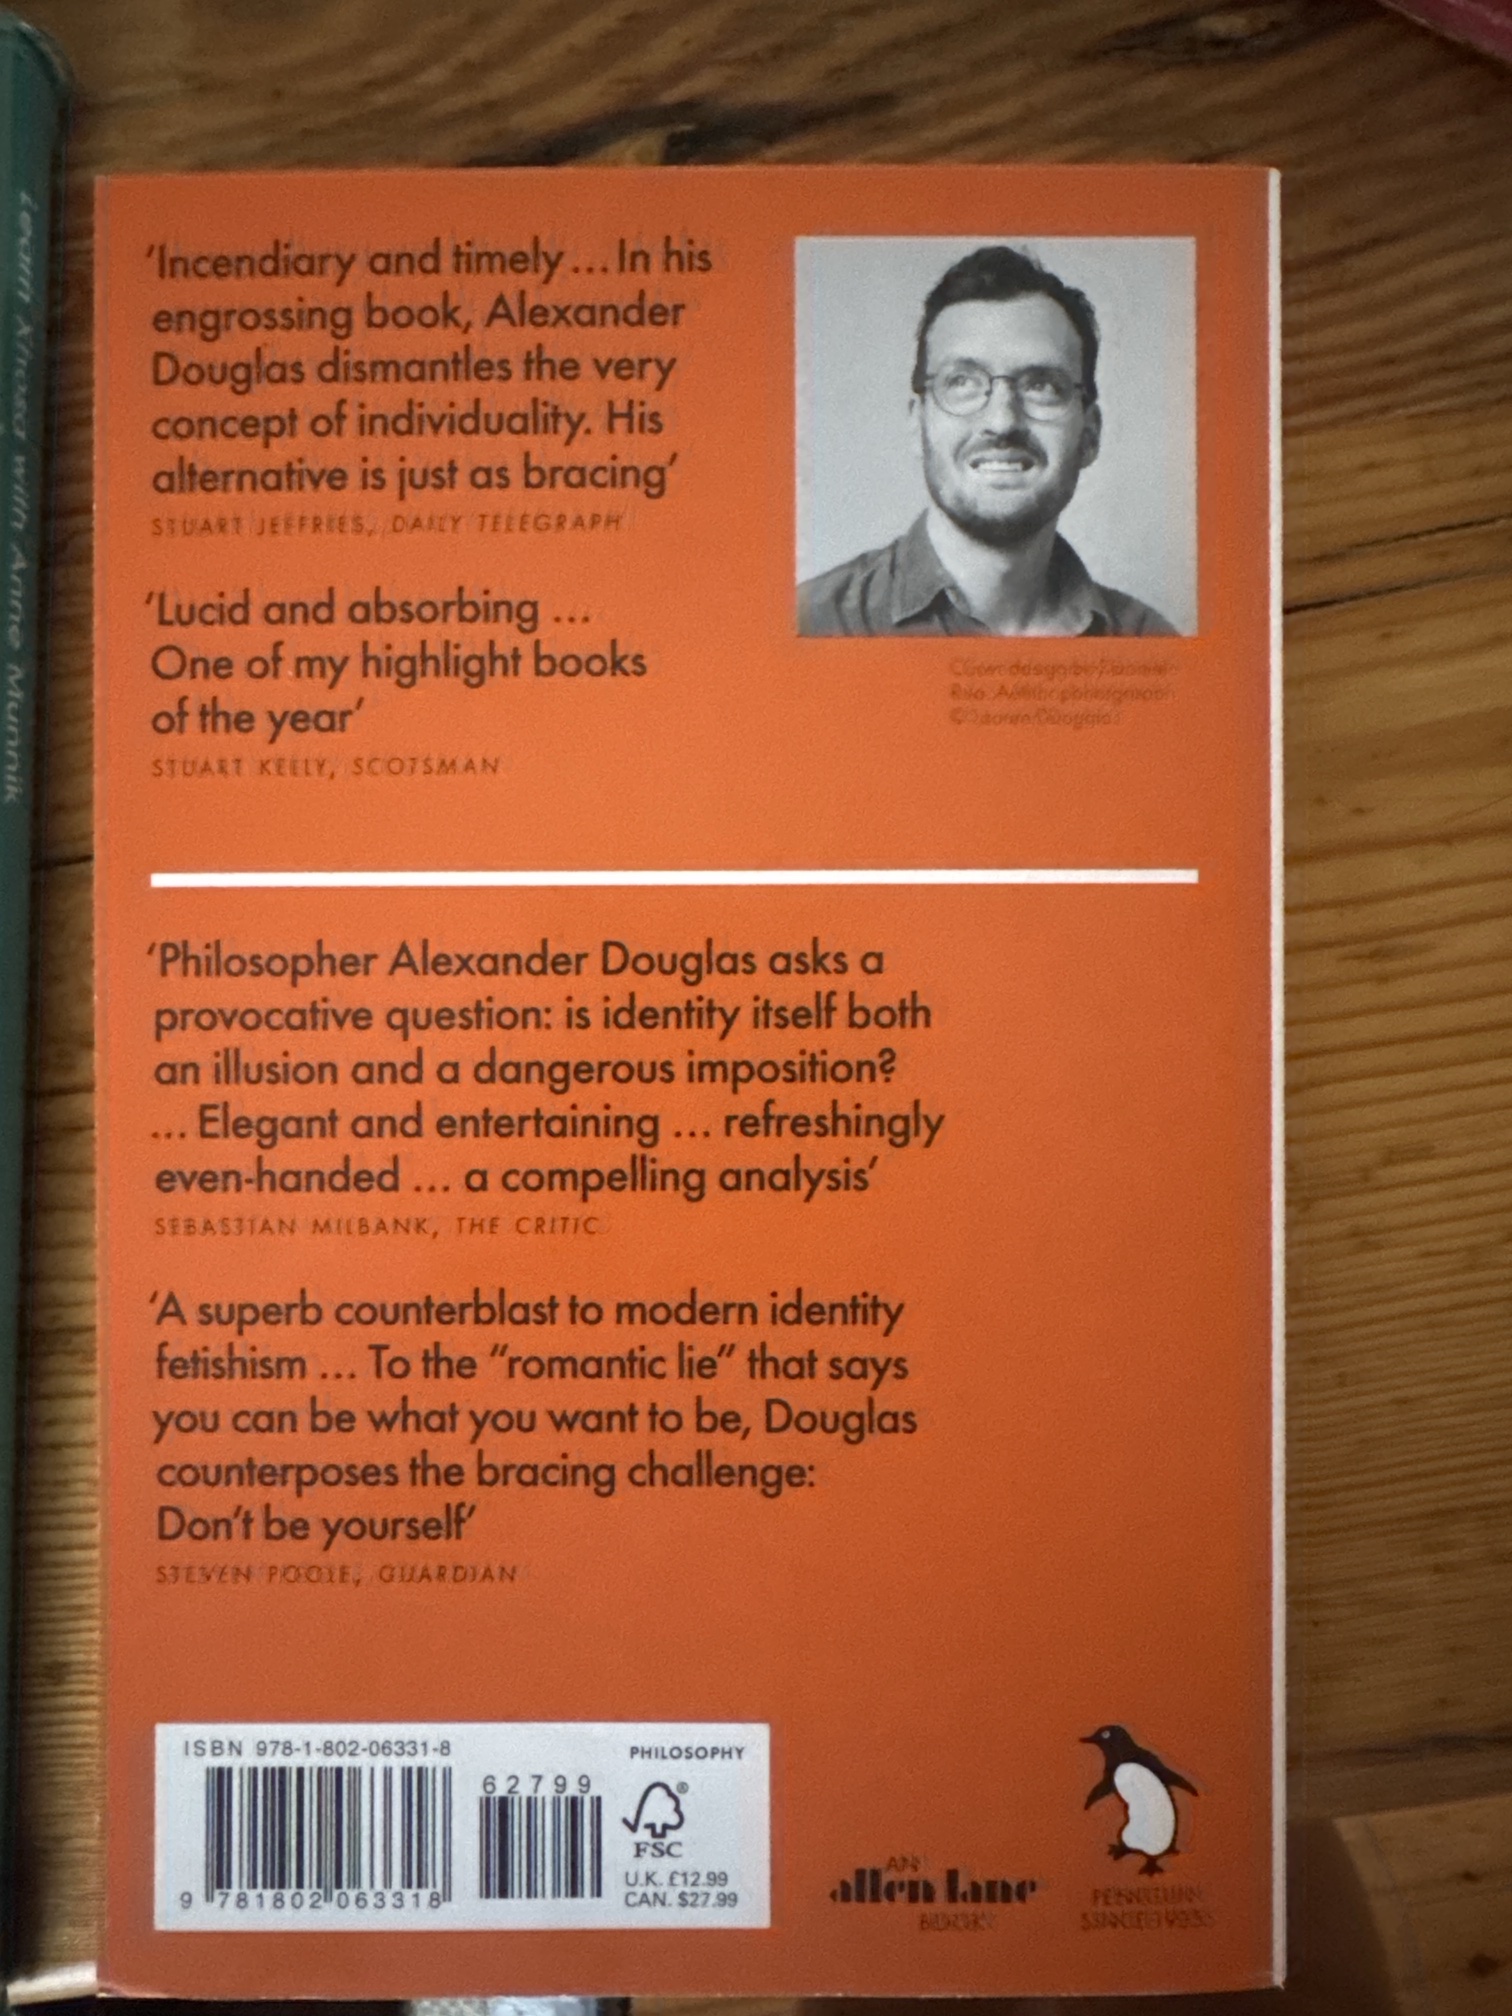 'Incendiary and timely ... In his
engrossing book, Alexander
Douglas dismantles the very
concept of individuality. His
alternative is just as bracing'
STUART JEFFRIES, DAILY TELEGRAPH
'Lucid and absorbing ...
One of my highlight books
of the year'
STUART KELLY, SCOTSMAN
'Philosopher Alexander Douglas asks a
provocative question: is identity itself both
an illusion and a dangerous imposition?
... Elegant and entertaining ... refreshingly
even-handed ... a compelling analysis'
SEBASTIAN MILBANK, THE CRITIC
'A superb counterblast to modern identity
fetishism ... To the "romantic lie" that says
you can be what you want to be, Douglas
counterposes the bracing challenge:
Don't be yourself'
STEVEN POOLE, GUARDIAN
ISBN 978-1-802-06331-8
PHILOSOPHY
62799
®
FSC
U.K. £12.99
CAN. $27.99
9 781802 063318
AN
allen lane
with Anne Munnik